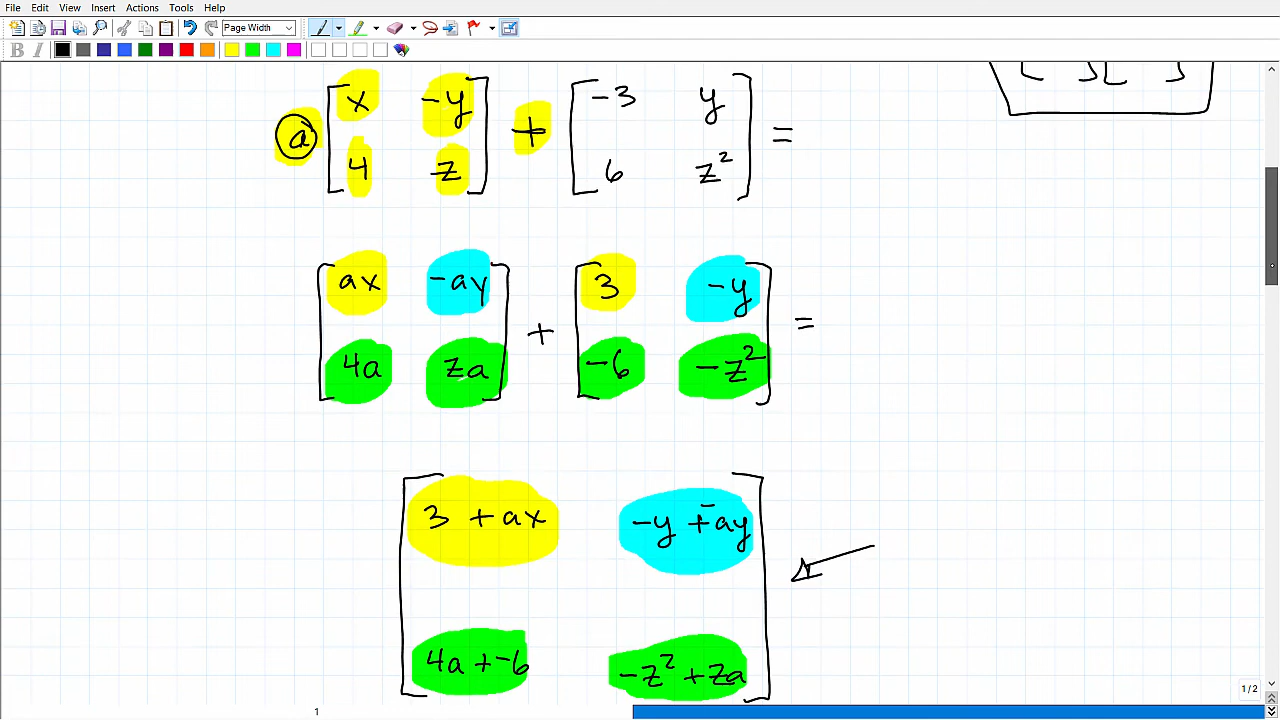 File Edit View Insert Actions Tools Help
Page Width
B I
a [ x -y ] + [ -3 y ] =
[ 4 z ] [ 6 z² ]
[ ax -ay ] + [ 3 -y ] =
[ 4a za ] [ -6 -z² ]
[ 3 + ax -y + -ay ]
[ 4a + -6 -z² + za ]
1/2
1